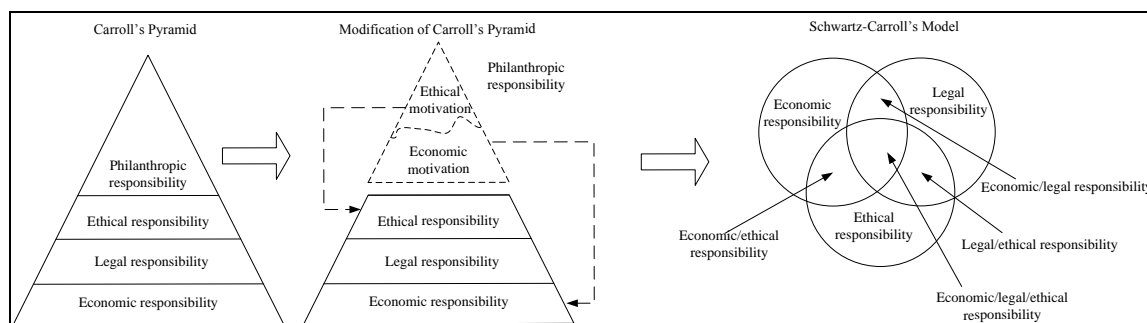 Carroll's Pyramid
Philanthropic
responsibility
Ethical responsibility
Legal responsibility
Economic responsibility
Modification of Carroll's Pyramid
Philanthropic
responsibility
Ethical
motivation
Economic
motivation
Ethical responsibility
Legal responsibility
Economic responsibility
Schwartz-Carroll's Model
Economic
responsibility
Legal
responsibility
Economic/legal responsibility
Ethical
responsibility
Economic/ethical
responsibility
Legal/ethical responsibility
Economic/legal/ethical
responsibility